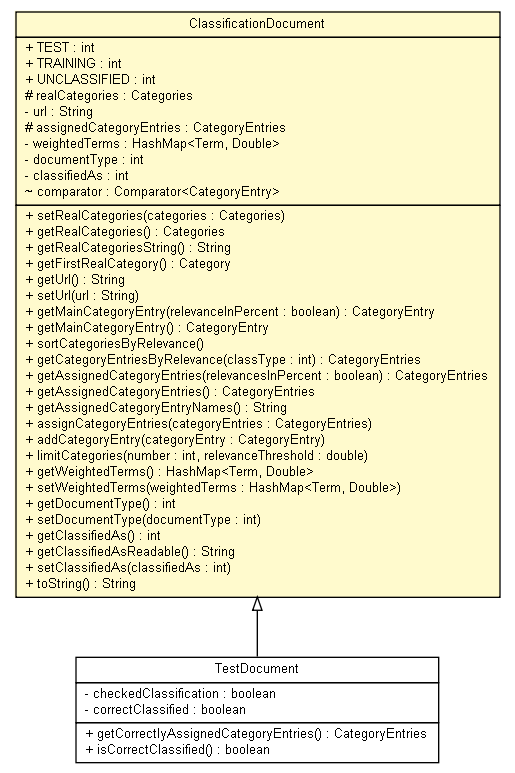 ClassificationDocument
+ TEST : int
+ TRAINING : int
+ UNCLASSIFIED : int
# realCategories : Categories
- url : String
# assignedCategoryEntries : CategoryEntries
- weightedTerms : HashMap<Term, Double>
- documentType : int
- classifiedAs : int
~ comparator : Comparator<CategoryEntry>
+ setRealCategories(categories : Categories)
+ getRealCategories() : Categories
+ getRealCategoriesString() : String
+ getFirstRealCategory() : Category
+ getUrl() : String
+ setUrl(url : String)
+ getMainCategoryEntry(relevanceInPercent : boolean) : CategoryEntry
+ getMainCategoryEntry() : CategoryEntry
+ sortCategoriesByRelevance()
+ getCategoryEntriesByRelevance(classType : int) : CategoryEntries
+ getAssignedCategoryEntries(relevancesInPercent : boolean) : CategoryEntries
+ getAssignedCategoryEntries() : CategoryEntries
+ getAssignedCategoryEntryNames() : String
+ assignCategoryEntries(categoryEntries : CategoryEntries)
+ addCategoryEntry(categoryEntry : CategoryEntry)
+ limitCategories(number : int, relevanceThreshold : double)
+ getWeightedTerms() : HashMap<Term, Double>
+ setWeightedTerms(weightedTerms : HashMap<Term, Double>)
+ getDocumentType() : int
+ setDocumentType(documentType : int)
+ getClassifiedAs() : int
+ getClassifiedAsReadable() : String
+ setClassifiedAs(classifiedAs : int)
+ toString() : String
TestDocument
- checkedClassification : boolean
- correctClassified : boolean
+ getCorrectlyAssignedCategoryEntries() : CategoryEntries
+ isCorrectClassified() : boolean